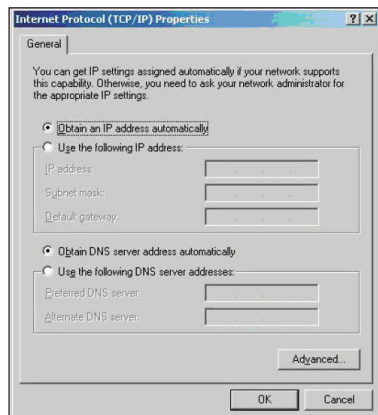 Internet Protocol (TCP/IP) Properties
General
You can get IP settings assigned automatically if your network supports
this capability. Otherwise, you need to ask your network administrator for
the appropriate IP settings.
Obtain an IP address automatically
Use the following IP address:
IP address:
Subnet mask:
Default gateway:
Obtain DNS server address automatically
Use the following DNS server addresses:
Preferred DNS server:
Alternate DNS server:
Advanced...
OK Cancel